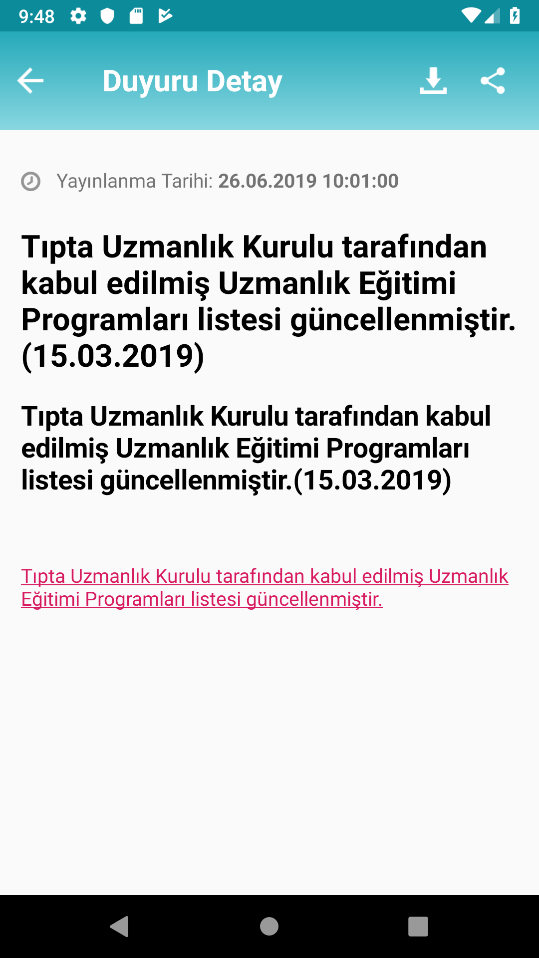 9:48
Duyuru Detay
Yayınlanma Tarihi: 26.06.2019 10:01:00
Tıpta Uzmanlık Kurulu tarafından
kabul edilmiş Uzmanlık Eğitimi
Programları listesi güncellenmiştir.
(15.03.2019)
Tıpta Uzmanlık Kurulu tarafından kabul
edilmiş Uzmanlık Eğitimi Programları
listesi güncellenmiştir.(15.03.2019)
Tıpta Uzmanlık Kurulu tarafından kabul edilmiş Uzmanlık
Eğitimi Programları listesi güncellenmiştir.